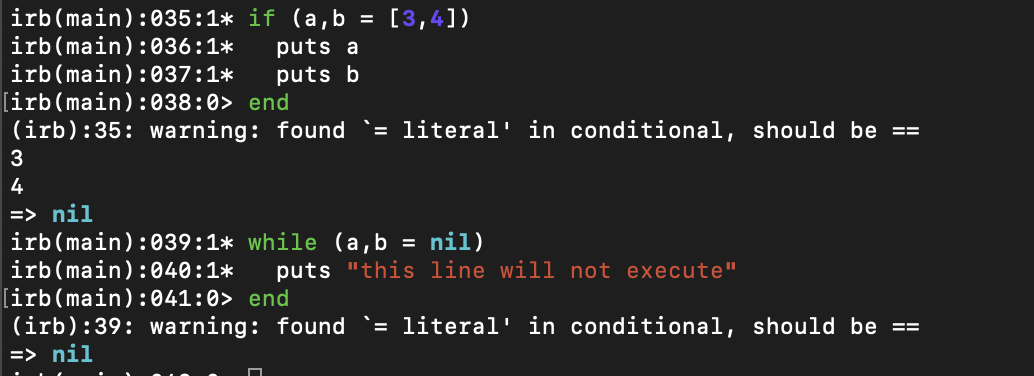 irb(main):035:1* if (a,b = [3,4])
irb(main):036:1*   puts a
irb(main):037:1*   puts b
irb(main):038:0> end
(irb):35: warning: found `= literal' in conditional, should be ==
3
4
=> nil
irb(main):039:1* while (a,b = nil)
irb(main):040:1*   puts "this line will not execute"
irb(main):041:0> end
(irb):39: warning: found `= literal' in conditional, should be ==
=> nil